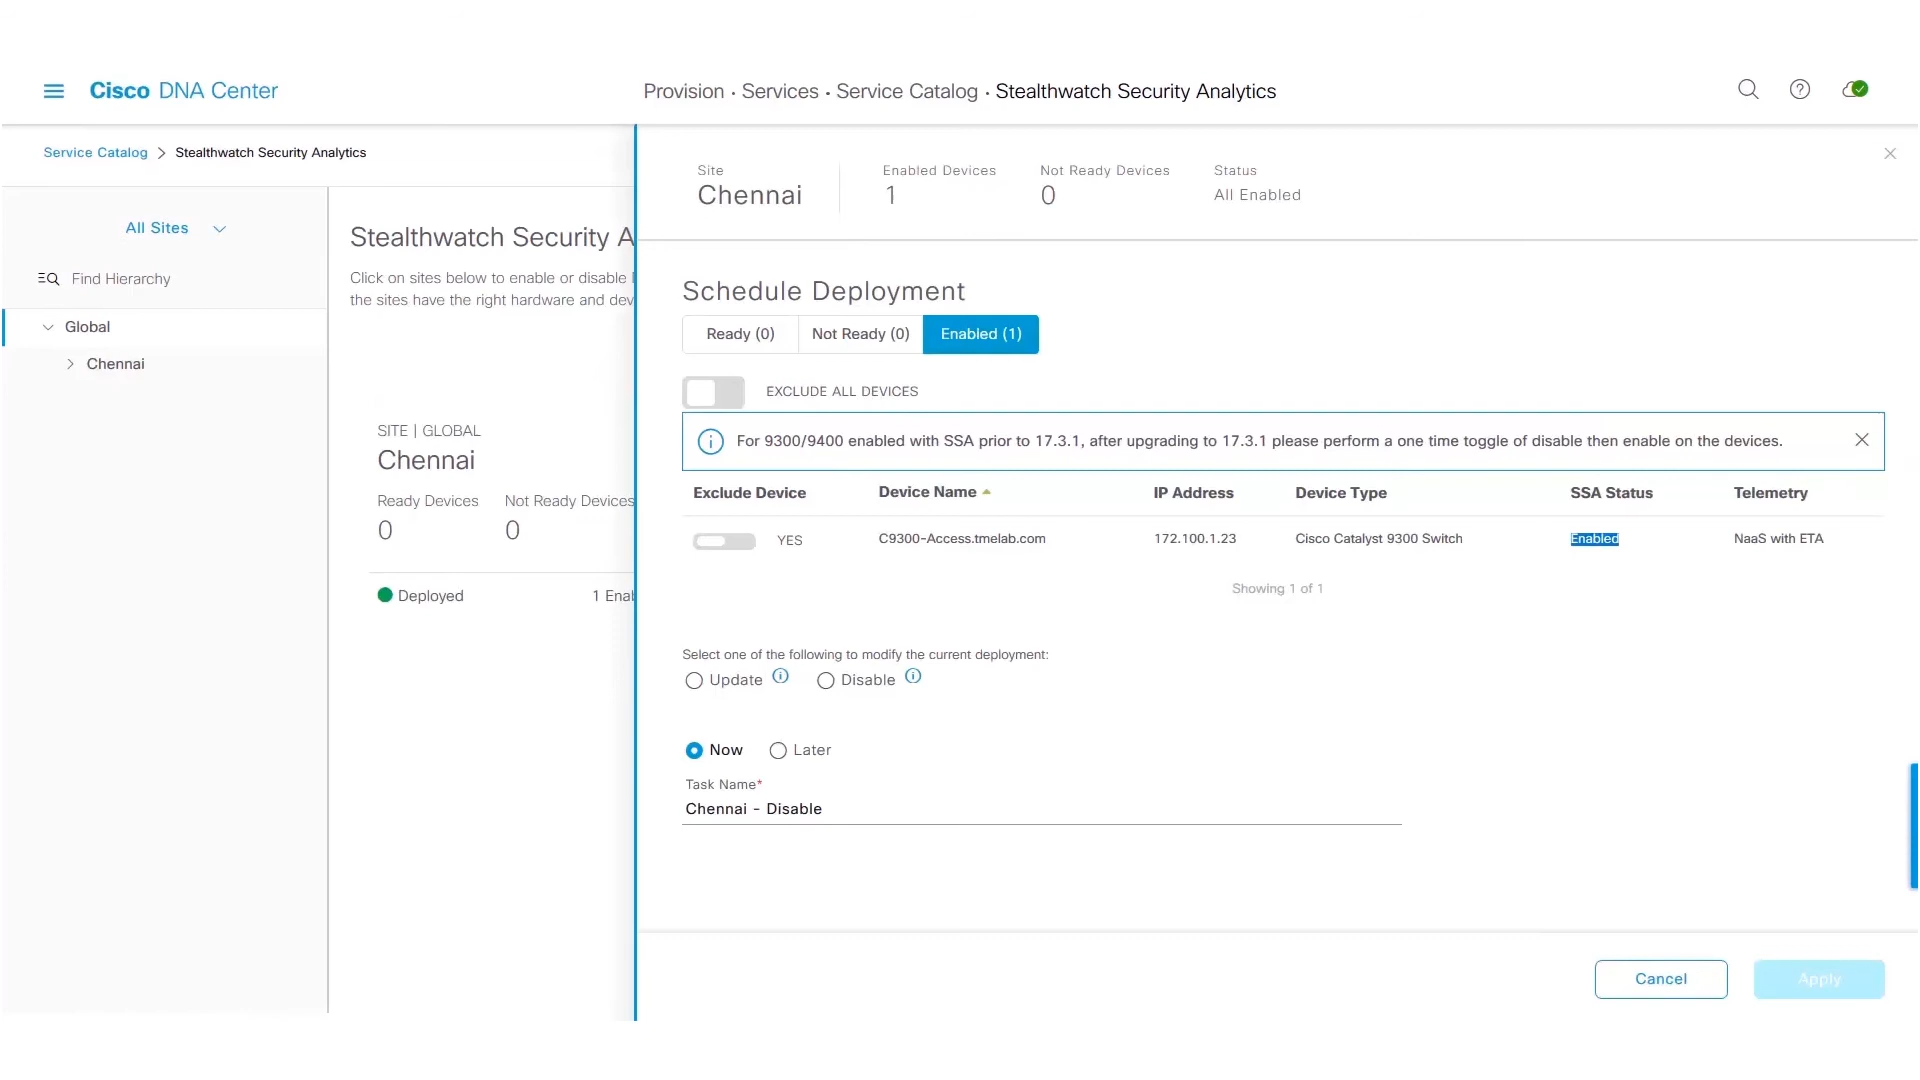 Cisco DNA Center
Provision · Services · Service Catalog · Stealthwatch Security Analytics
Service Catalog > Stealthwatch Security Analytics
All Sites
Find Hierarchy
Global
Chennai
Stealthwatch Security A
Click on sites below to enable or disable
the sites have the right hardware and dev
SITE | GLOBAL
Chennai
Ready Devices Not Ready Devices
0 0
Deployed 1 Enab
Site Enabled Devices Not Ready Devices Status
Chennai 1 0 All Enabled
Schedule Deployment
Ready (0) Not Ready (0) Enabled (1)
EXCLUDE ALL DEVICES
For 9300/9400 enabled with SSA prior to 17.3.1, after upgrading to 17.3.1 please perform a one time toggle of disable then enable on the devices.
Exclude Device Device Name IP Address Device Type SSA Status Telemetry
YES C9300-Access.tmelab.com 172.100.1.23 Cisco Catalyst 9300 Switch Enabled NaaS with ETA
Showing 1 of 1
Select one of the following to modify the current deployment:
Update Disable
Now Later
Task Name*
Chennai - Disable
Cancel Apply